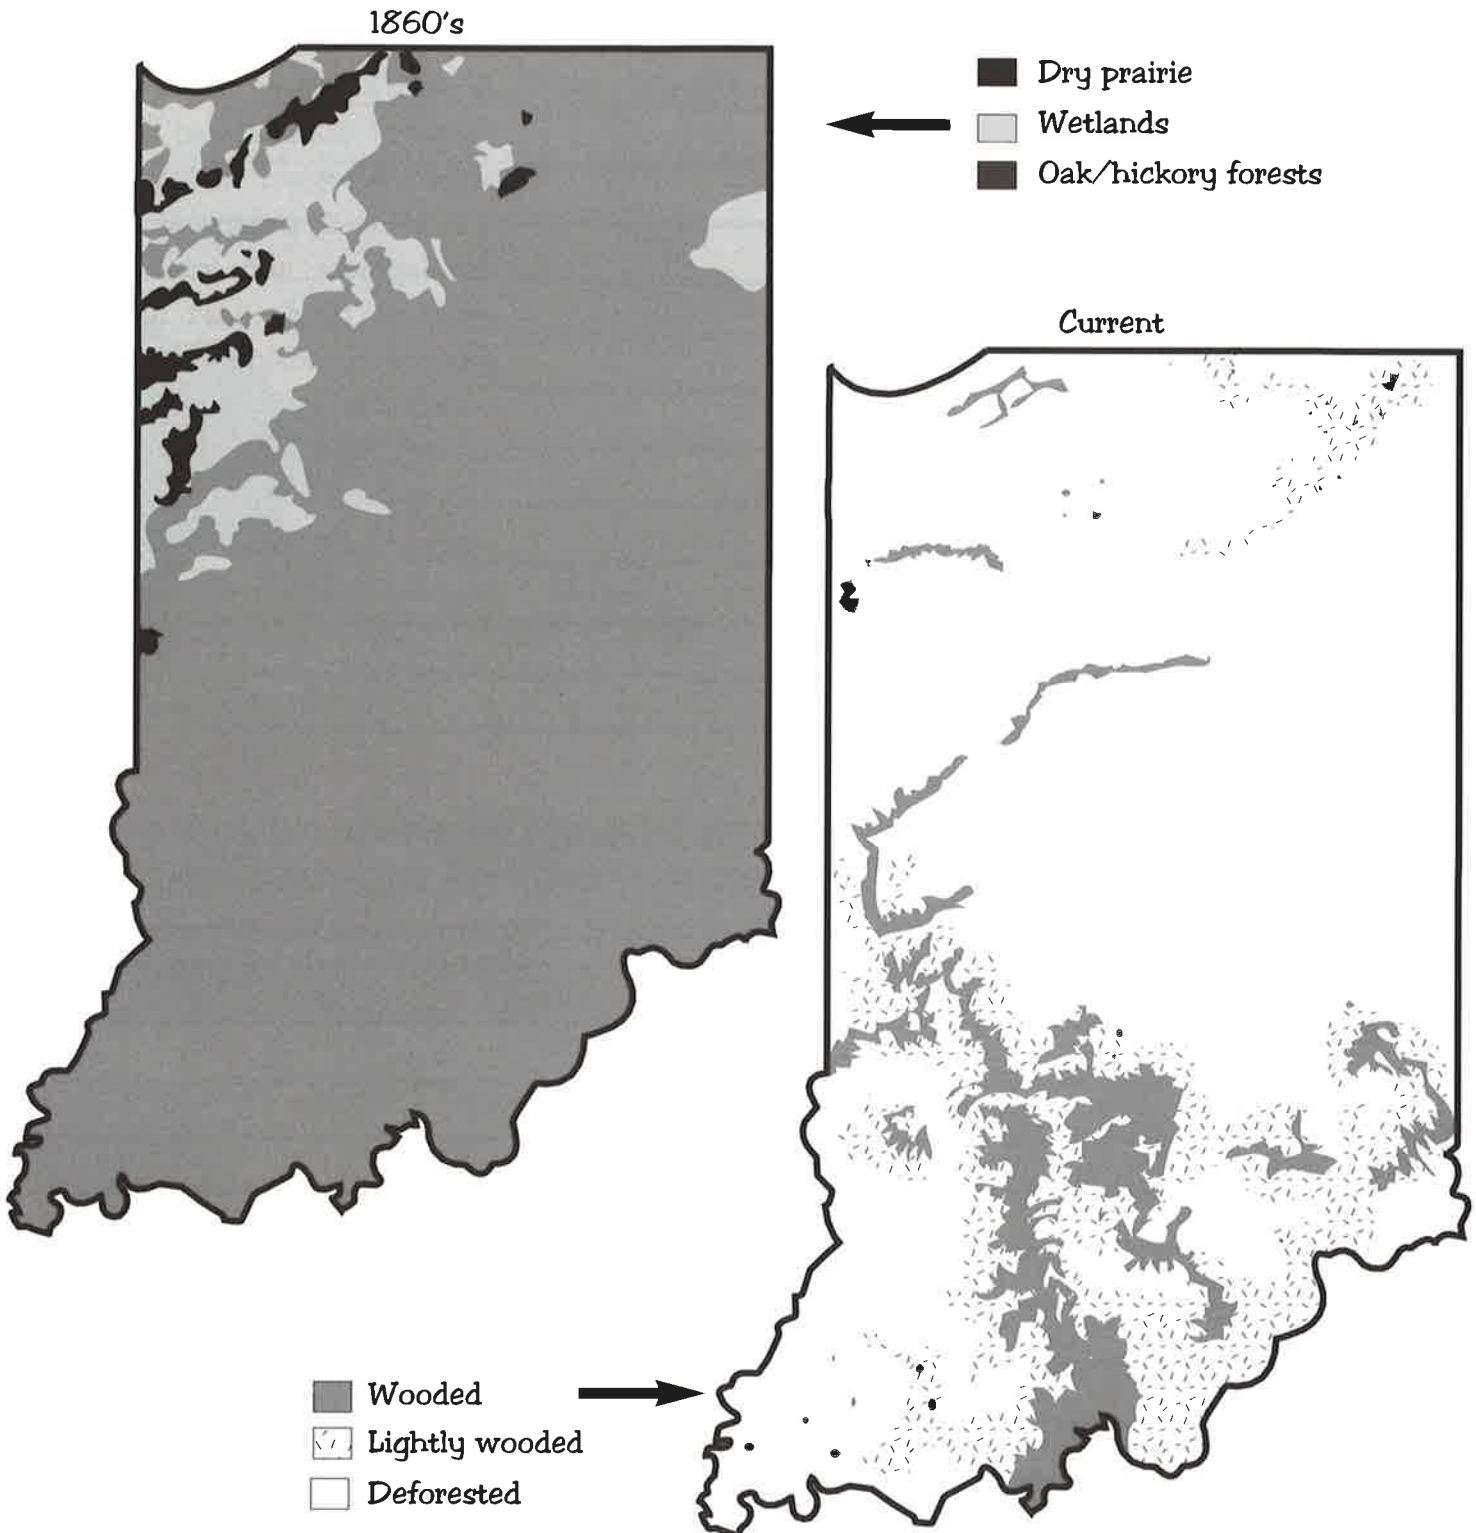 1860's
Dry prairie
Wetlands
Oak/hickory forests
Current
Wooded
Lightly wooded
Deforested